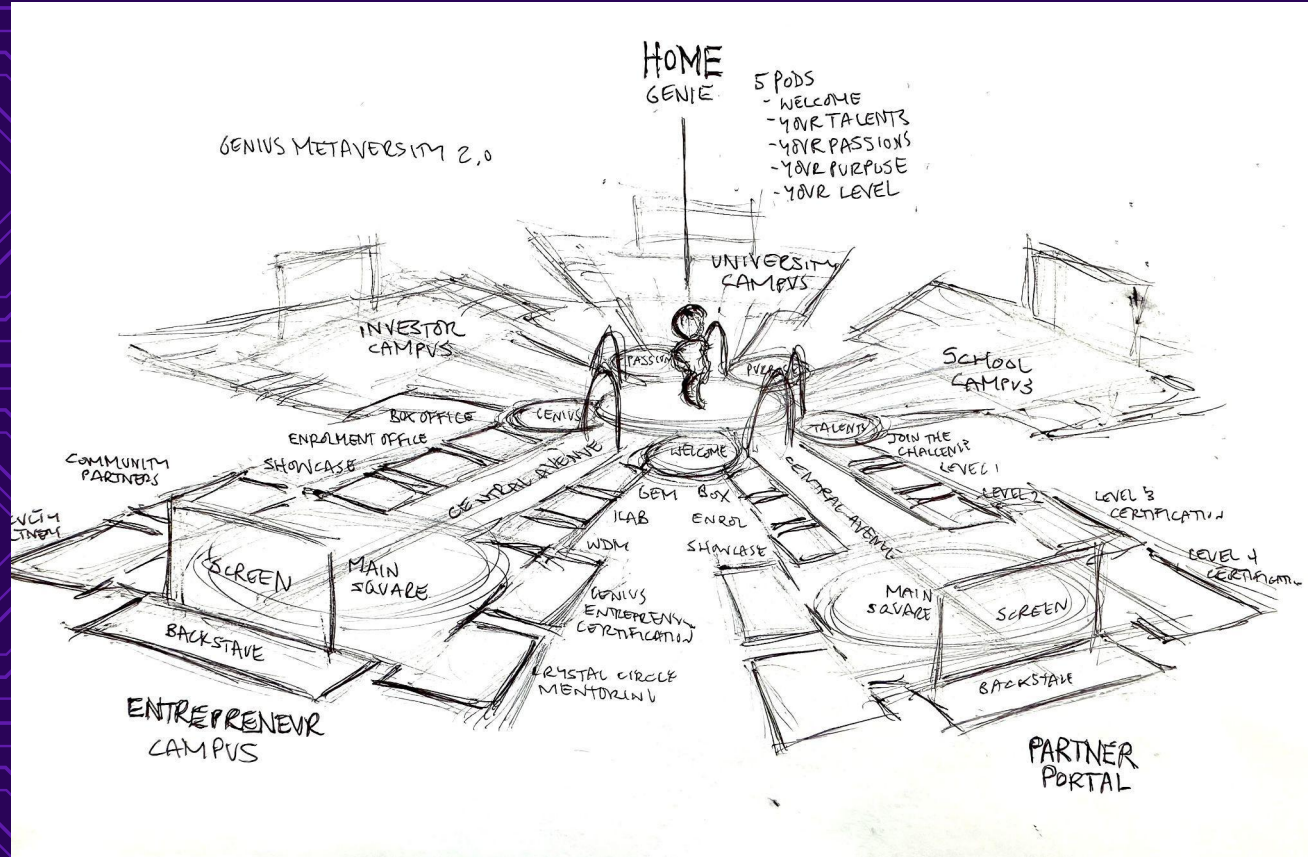 HOME
GENIE
5 PODS
- WELCOME
- YOUR TALENTS
- YOUR PASSIONS
- YOUR PURPOSE
- YOUR LEVEL
GENIUS METAVERSITY 2.0
UNIVERSITY
CAMPUS
INVESTOR
CAMPUS
SCHOOL
CAMPUS
PASSION
GENIUS
TALENTS
WELCOME
BOX OFFICE
ENROLMENT OFFICE
SHOWCASE
COMMUNITY
PARTNERS
CENTRAL AVENUE
CENTRAL AVENUE
JOIN THE
CHALLENGE
LEVEL 1
LEVEL 2
LEVEL 3
CERTIFICATION
LEVEL 4
GEM
ILAB
WDM
GENIUS
CERTIFICATION
MENTORING
BOX
ENROL
SHOWCASE
SCREEN
MAIN
SQUARE
BACKSTAGE
MAIN
SQUARE
SCREEN
BACKSTAGE
ENTREPRENEUR
CAMPUS
PARTNER
PORTAL